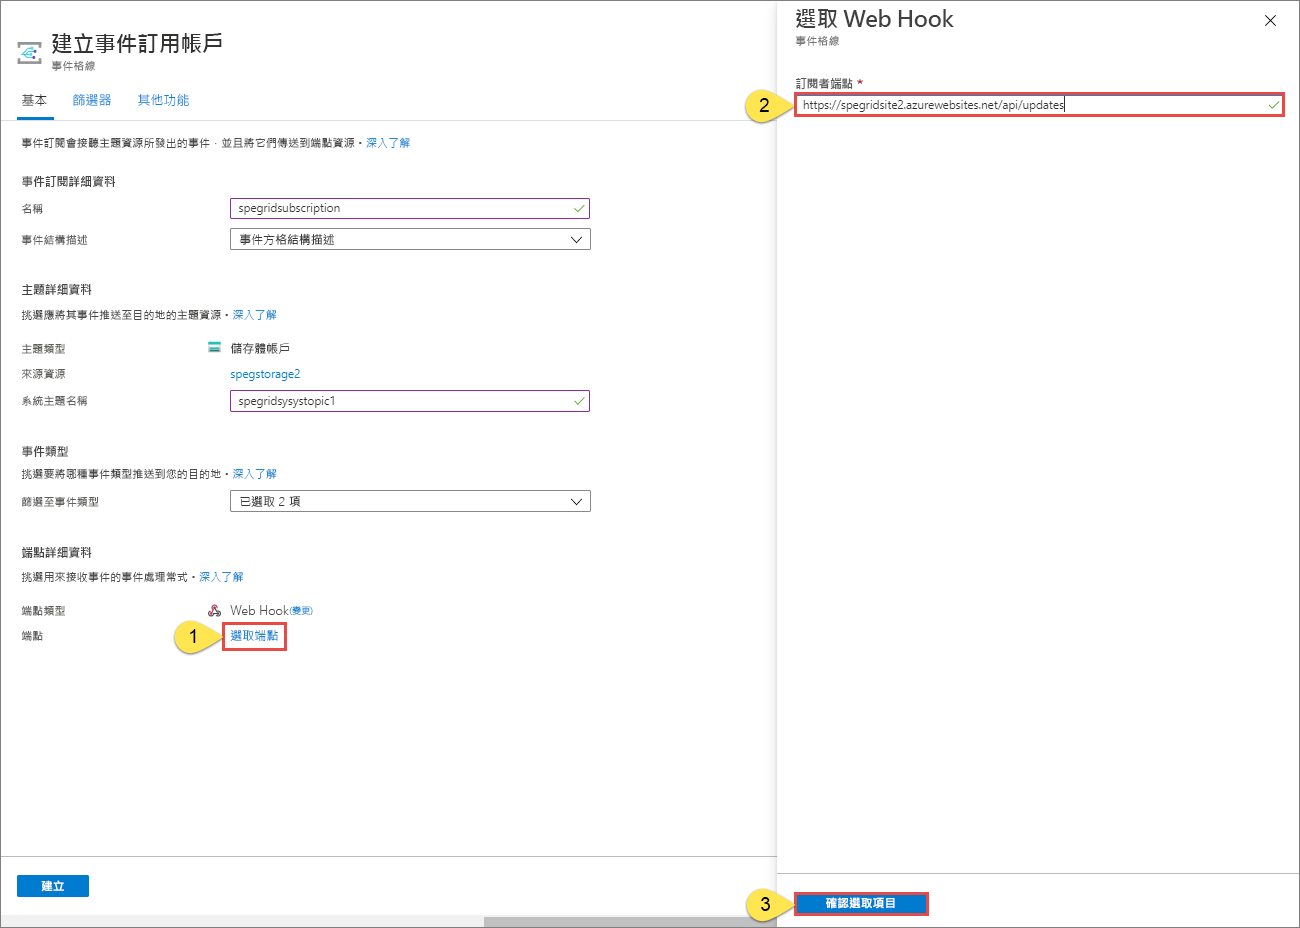 建立事件訂用帳戶
事件格線
基本 篩選器 其他功能
事件訂閱會接聽主題資源所發出的事件，並且將它們傳送到端點資源。深入了解
事件訂閱詳細資料
名稱 spegridsubscription
事件結構描述 事件方格結構描述
主題詳細資料
挑選應將其事件推送至目的地的主題資源。深入了解
主題類型 儲存體帳戶
來源資源 spegstorage2
系統主題名稱 spegridsysystopic1
事件類型
挑選要將哪種事件類型推送到您的目的地。深入了解
篩選至事件類型 已選取 2 項
端點詳細資料
挑選用來接收事件的事件處理常式。深入了解
端點類型 Web Hook(變更)
端點 1 選取端點
建立
選取 Web Hook
事件格線
訂閱者端點 *
2 https://spegridsite2.azurewebsites.net/api/updates
3 確認選取項目